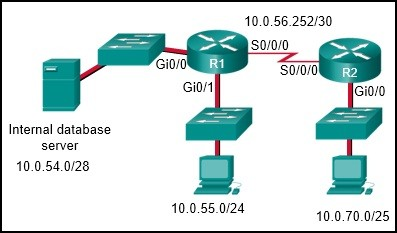 10.0.56.252/30
Gi0/0
R1
S0/0/0
S0/0/0
R2
Gi0/1
Gi0/0
Internal database
server
10.0.54.0/28
10.0.55.0/24
10.0.70.0/25